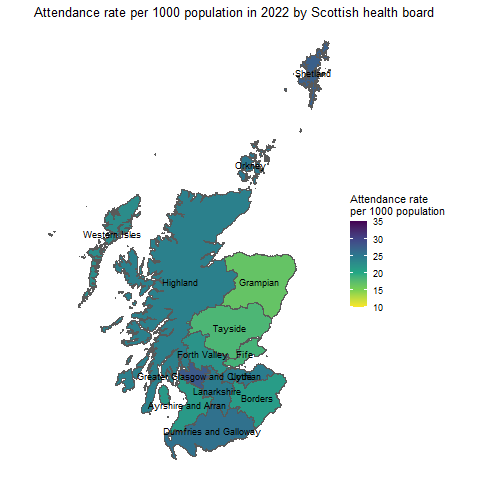 Attendance rate per 1000 population in 2022 by Scottish health board
Shetland
Orkney
Western Isles
Highland
Grampian
Tayside
Forth Valley
Fife
Greater Glasgow and Clyde
Lothian
Lanarkshire
Ayrshire and Arran
Borders
Dumfries and Galloway
Attendance rate
per 1000 population
35
30
25
20
15
10